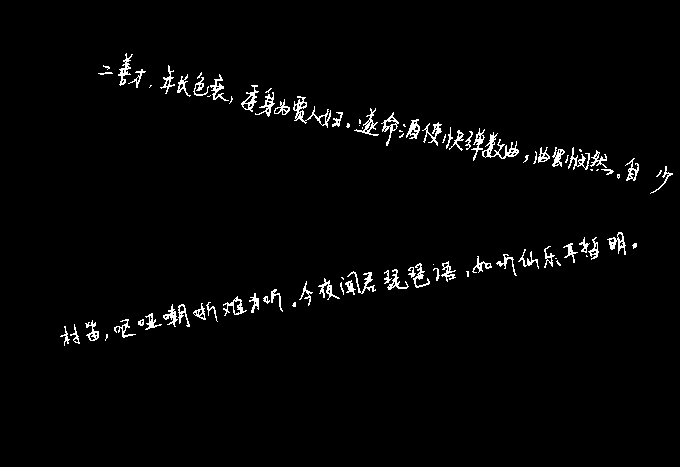 二善才,年长色衰,委身为贾人妇。遂命酒使快弹数曲,曲罢悯然。自少
村笛,呕哑嘲哳难为听。今夜闻君琵琶语,如听仙乐耳暂明。